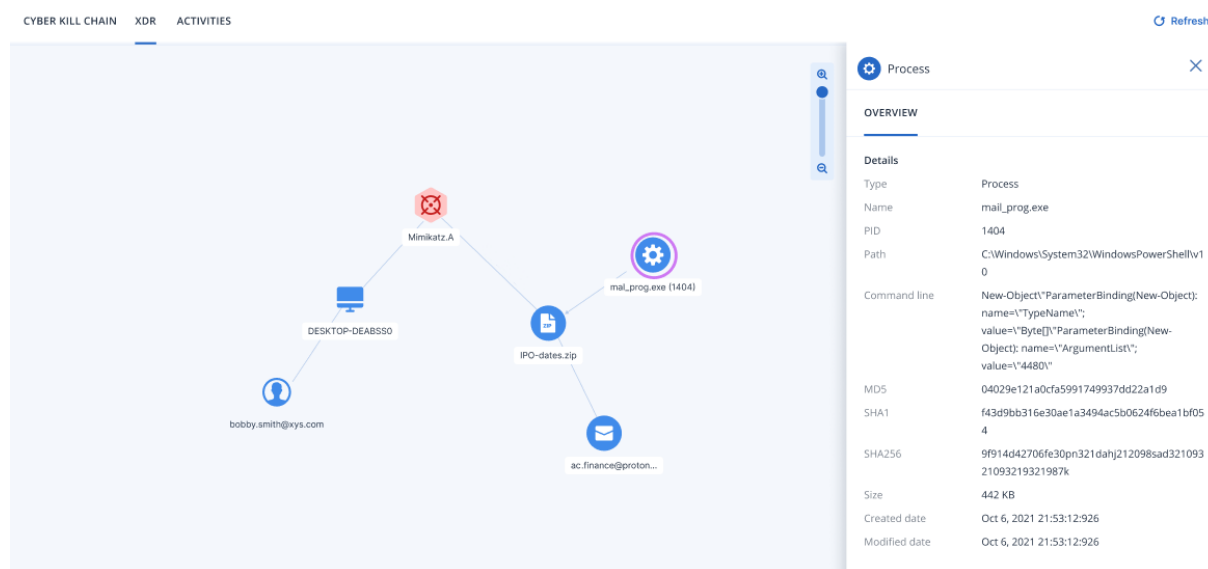 CYBER KILL CHAIN XDR ACTIVITIES
Refresh
Mimikatz.A
mal_prog.exe (1404)
DESKTOP-DEABSS0
ZIP
IPO-dates.zip
bobby.smith@xys.com
ac.finance@proton...
Process
OVERVIEW
Details
Type Process
Name mail_prog.exe
PID 1404
Path C:\Windows\System32\WindowsPowerShell\v1
0
Command line New-Object\"ParameterBinding(New-Object):
name=\"TypeName\";
value=\"Byte[]\"ParameterBinding(New-
Object): name=\"ArgumentList\";
value=\"4480\"
MD5 04029e121a0cfa5991749937dd22a1d9
SHA1 f43d9bb316e30ae1a3494ac5b0624f6bea1bf05
4
SHA256 9f914d42706fe30pn321dahj212098sad321093
21093219321987k
Size 442 KB
Created date Oct 6, 2021 21:53:12:926
Modified date Oct 6, 2021 21:53:12:926